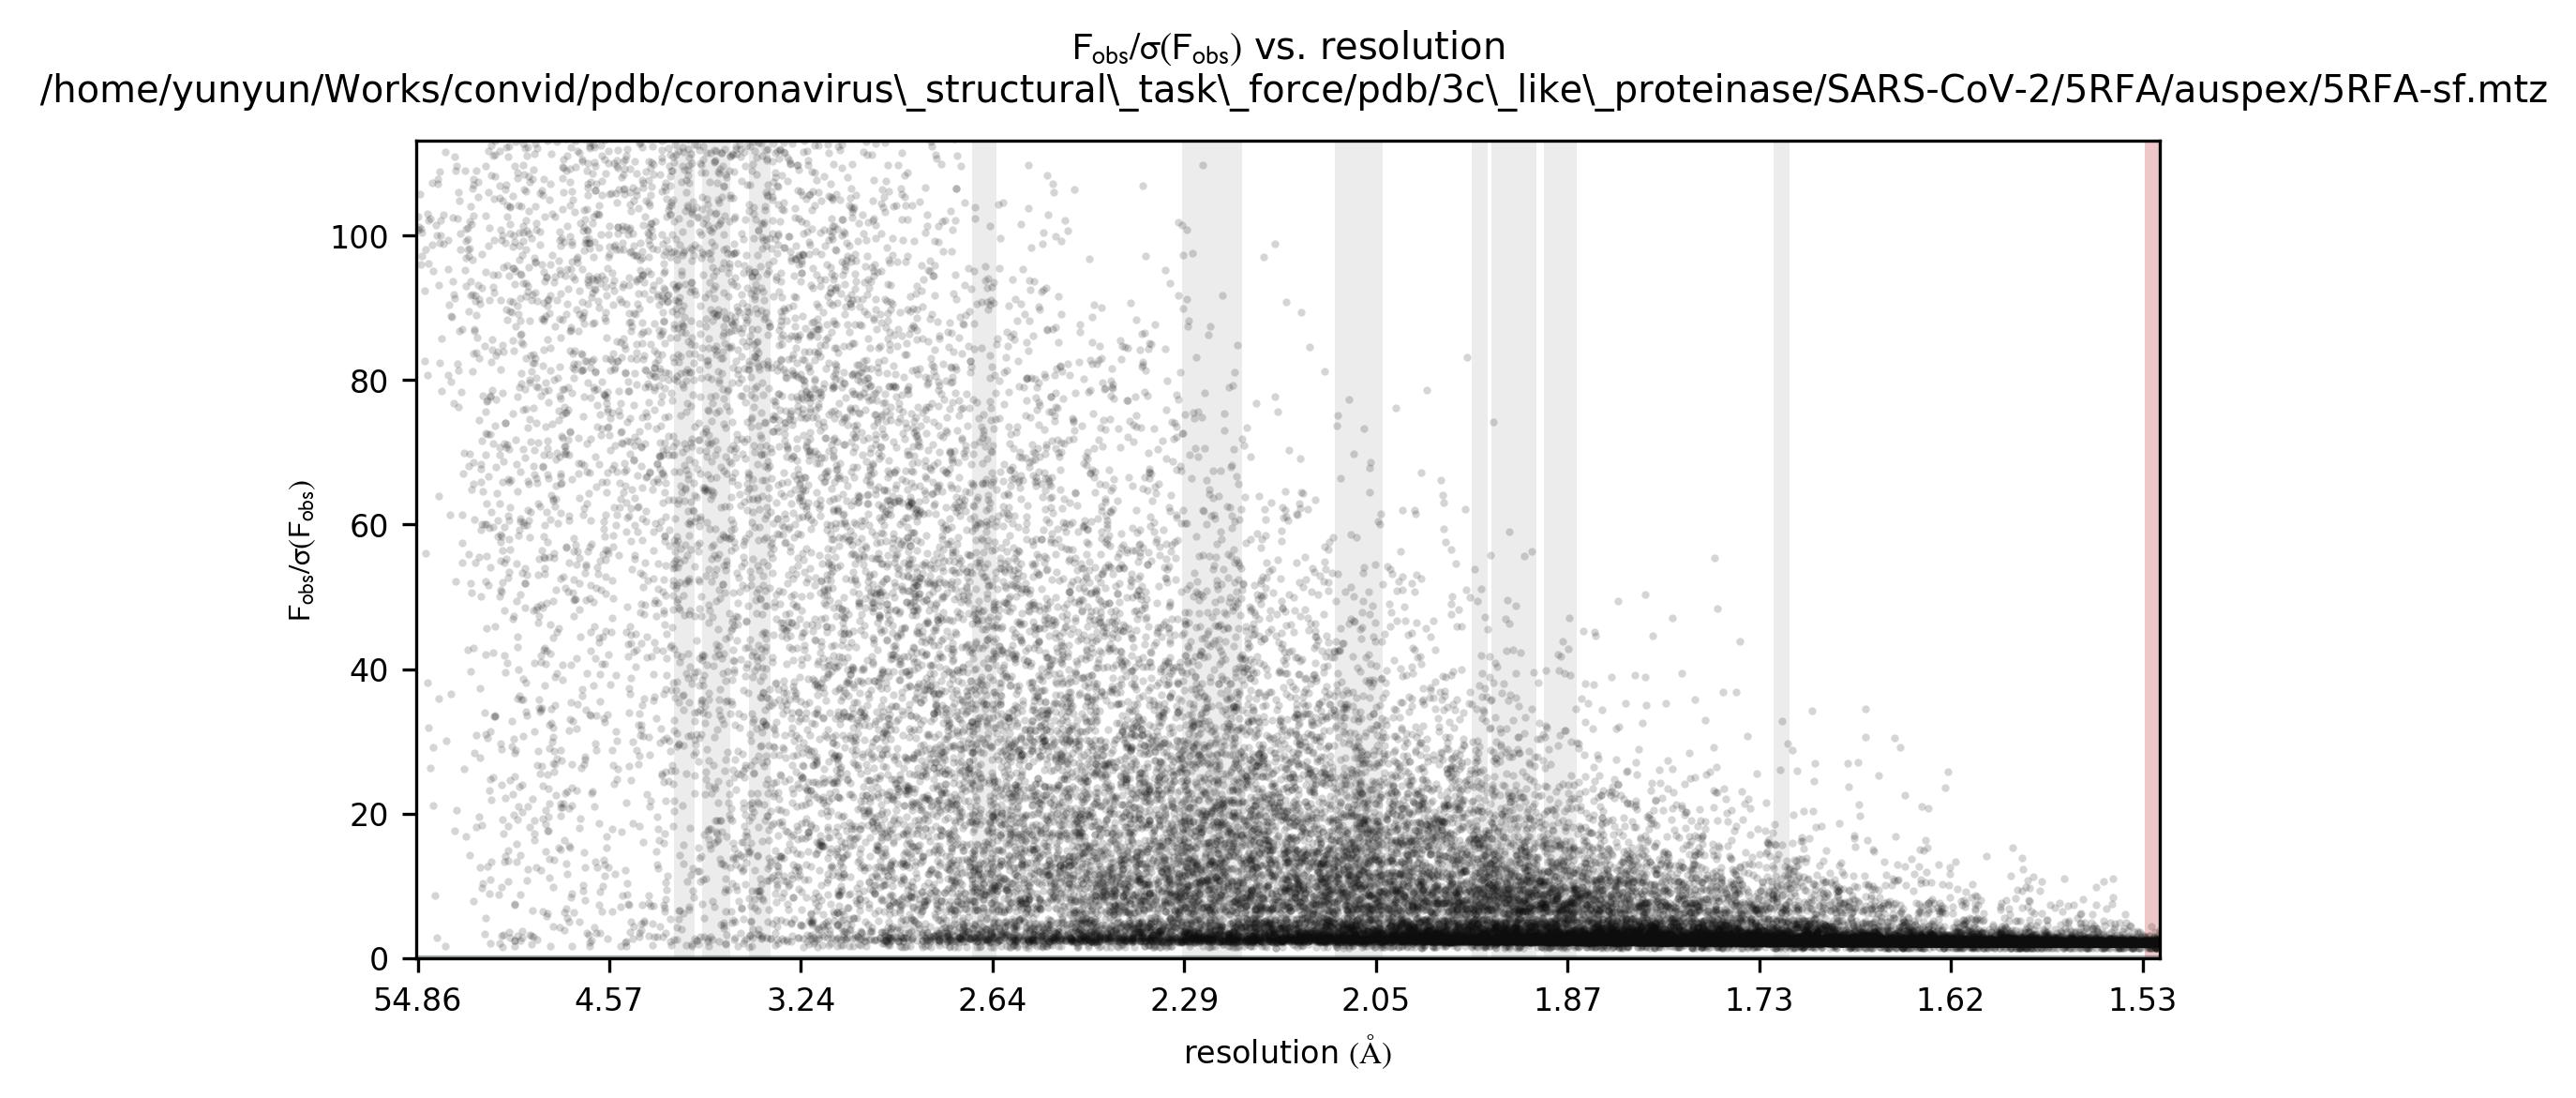 Fobs/σ(Fobs) vs. resolution
/home/yunyun/Works/convid/pdb/coronavirus\_structural\_task\_force/pdb/3c\_like\_proteinase/SARS-CoV-2/5RFA/auspex/5RFA-sf.mtz
100
80
60
40
20
0
Fobs/σ(Fobs)
54.86 4.57 3.24 2.64 2.29 2.05 1.87 1.73 1.62 1.53
resolution (Å)